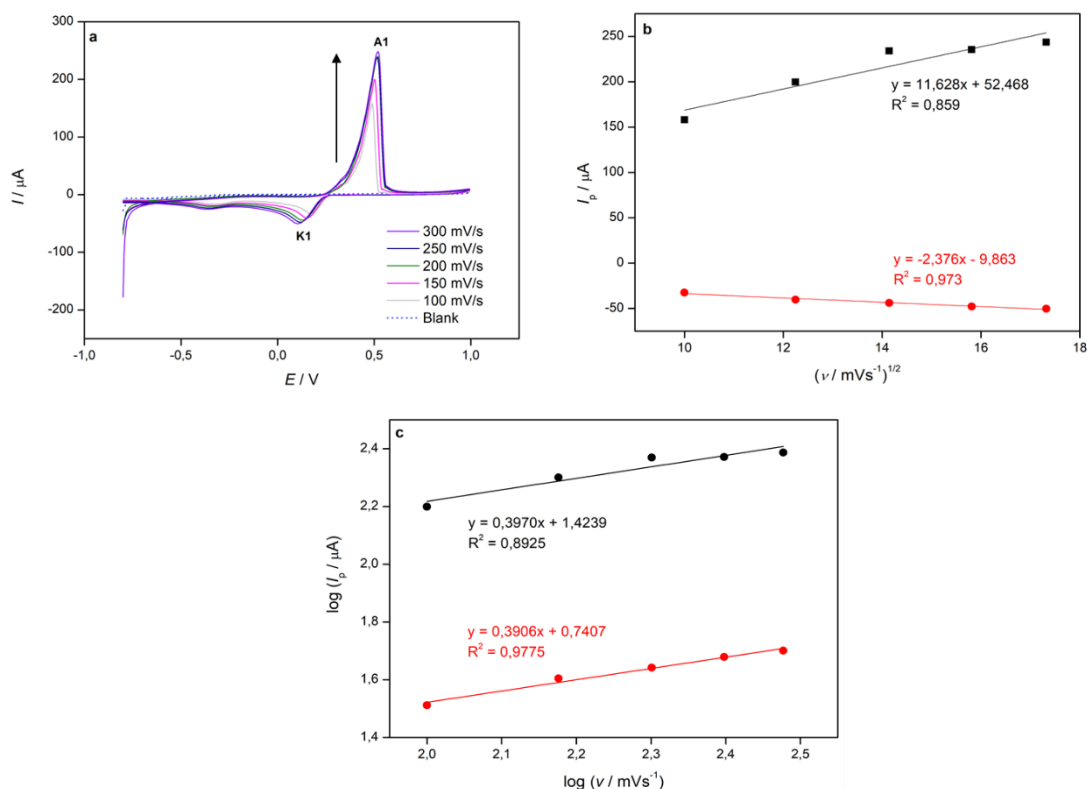 a
A1
K1
300
200
100
0
-100
-200
I / µA
-1,0 -0,5 0,0 0,5 1,0
E / V
300 mV/s
250 mV/s
200 mV/s
150 mV/s
100 mV/s
Blank
b
250
200
150
100
50
0
-50
Ip / µA
y = 11,628x + 52,468
R² = 0,859
y = -2,376x - 9,863
R² = 0,973
10 12 14 16 18
(ν / mVs⁻¹)¹/²
c
2,4
2,2
2,0
1,8
1,6
1,4
log (Ip / µA)
y = 0,3970x + 1,4239
R² = 0,8925
y = 0,3906x + 0,7407
R² = 0,9775
2,0 2,1 2,2 2,3 2,4 2,5
log (ν / mVs⁻¹)